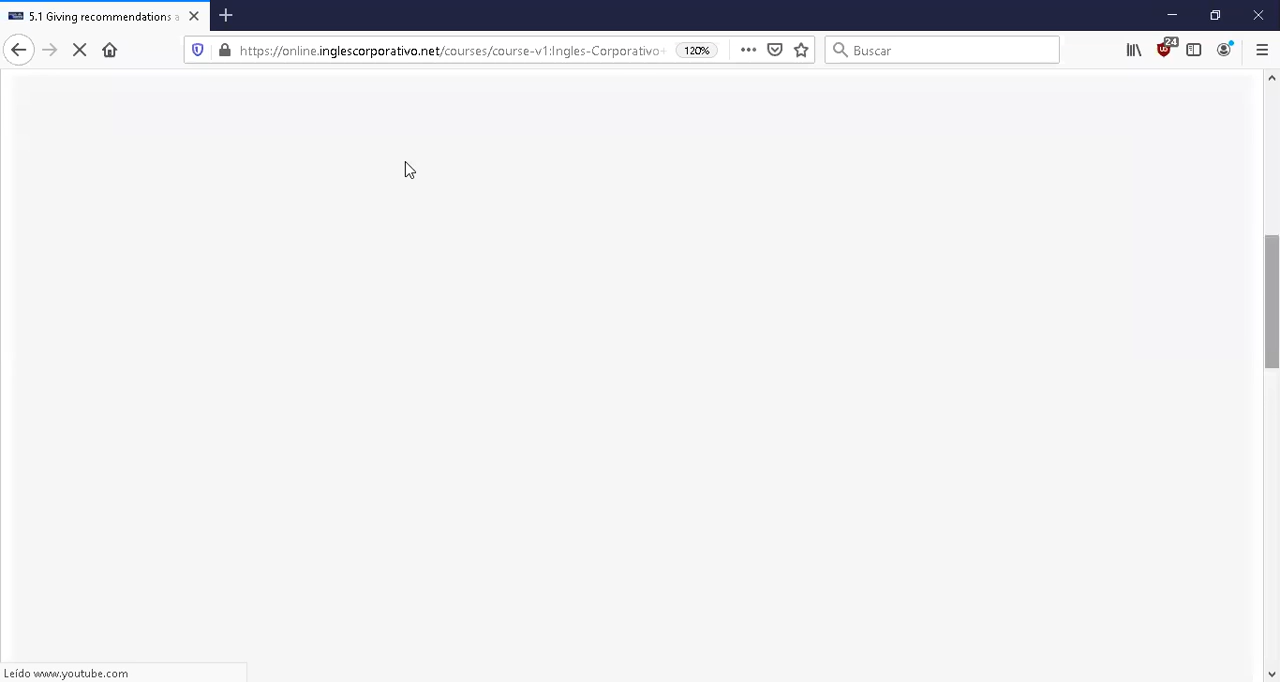 5.1 Giving recommendations a
https://online.inglescorporativo.net/courses/course-v1:Ingles-Corporativo+
120%
Buscar
24
Leído www.youtube.com